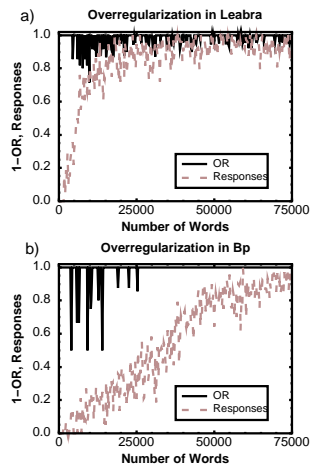 a) Overregularization in Leabra
1.0
0.8
0.6
0.4
0.2
0.0
1−OR, Responses
OR
Responses
0 25000 50000 75000
Number of Words
b) Overregularization in Bp
1.0
0.8
0.6
0.4
0.2
0.0
1−OR, Responses
OR
Responses
0 25000 50000 75000
Number of Words